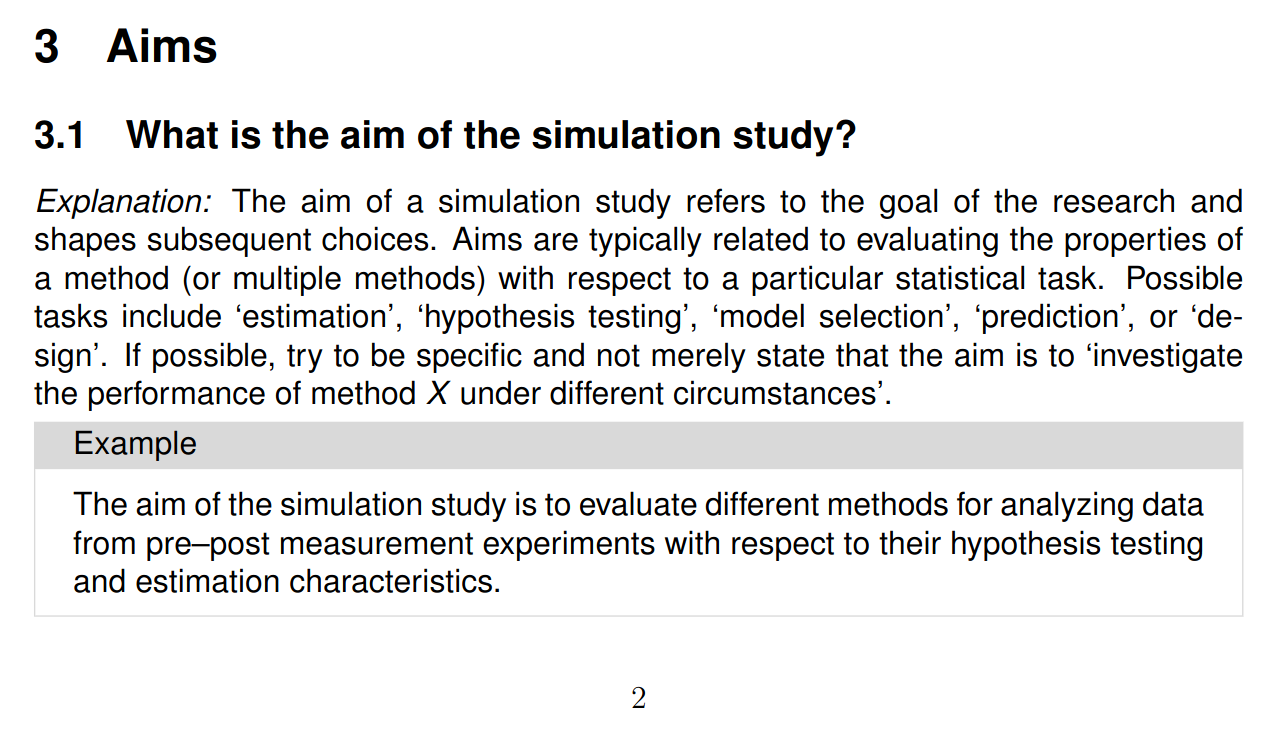 3 Aims
3.1 What is the aim of the simulation study?
Explanation: The aim of a simulation study refers to the goal of the research and
shapes subsequent choices. Aims are typically related to evaluating the properties of
a method (or multiple methods) with respect to a particular statistical task. Possible
tasks include ‘estimation’, ‘hypothesis testing’, ‘model selection’, ‘prediction’, or ‘de-
sign’. If possible, try to be specific and not merely state that the aim is to ‘investigate
the performance of method X under different circumstances’.
Example
The aim of the simulation study is to evaluate different methods for analyzing data
from pre–post measurement experiments with respect to their hypothesis testing
and estimation characteristics.
2